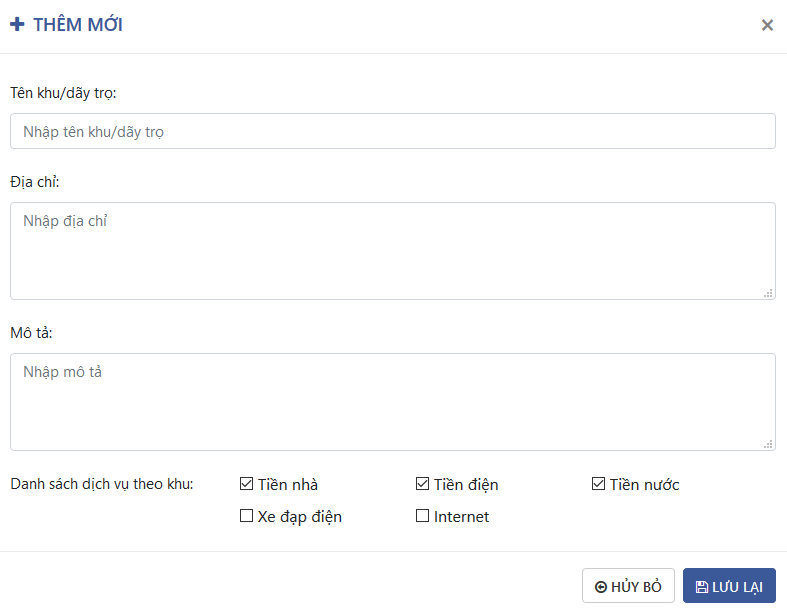 THÊM MỚI
Tên khu/dãy trọ:
Nhập tên khu/dãy trọ
Địa chỉ:
Nhập địa chỉ
Mô tả:
Nhập mô tả
Danh sách dịch vụ theo khu: Tiền nhà Tiền điện Tiền nước
Xe đạp điện Internet
HỦY BỎ LƯU LẠI